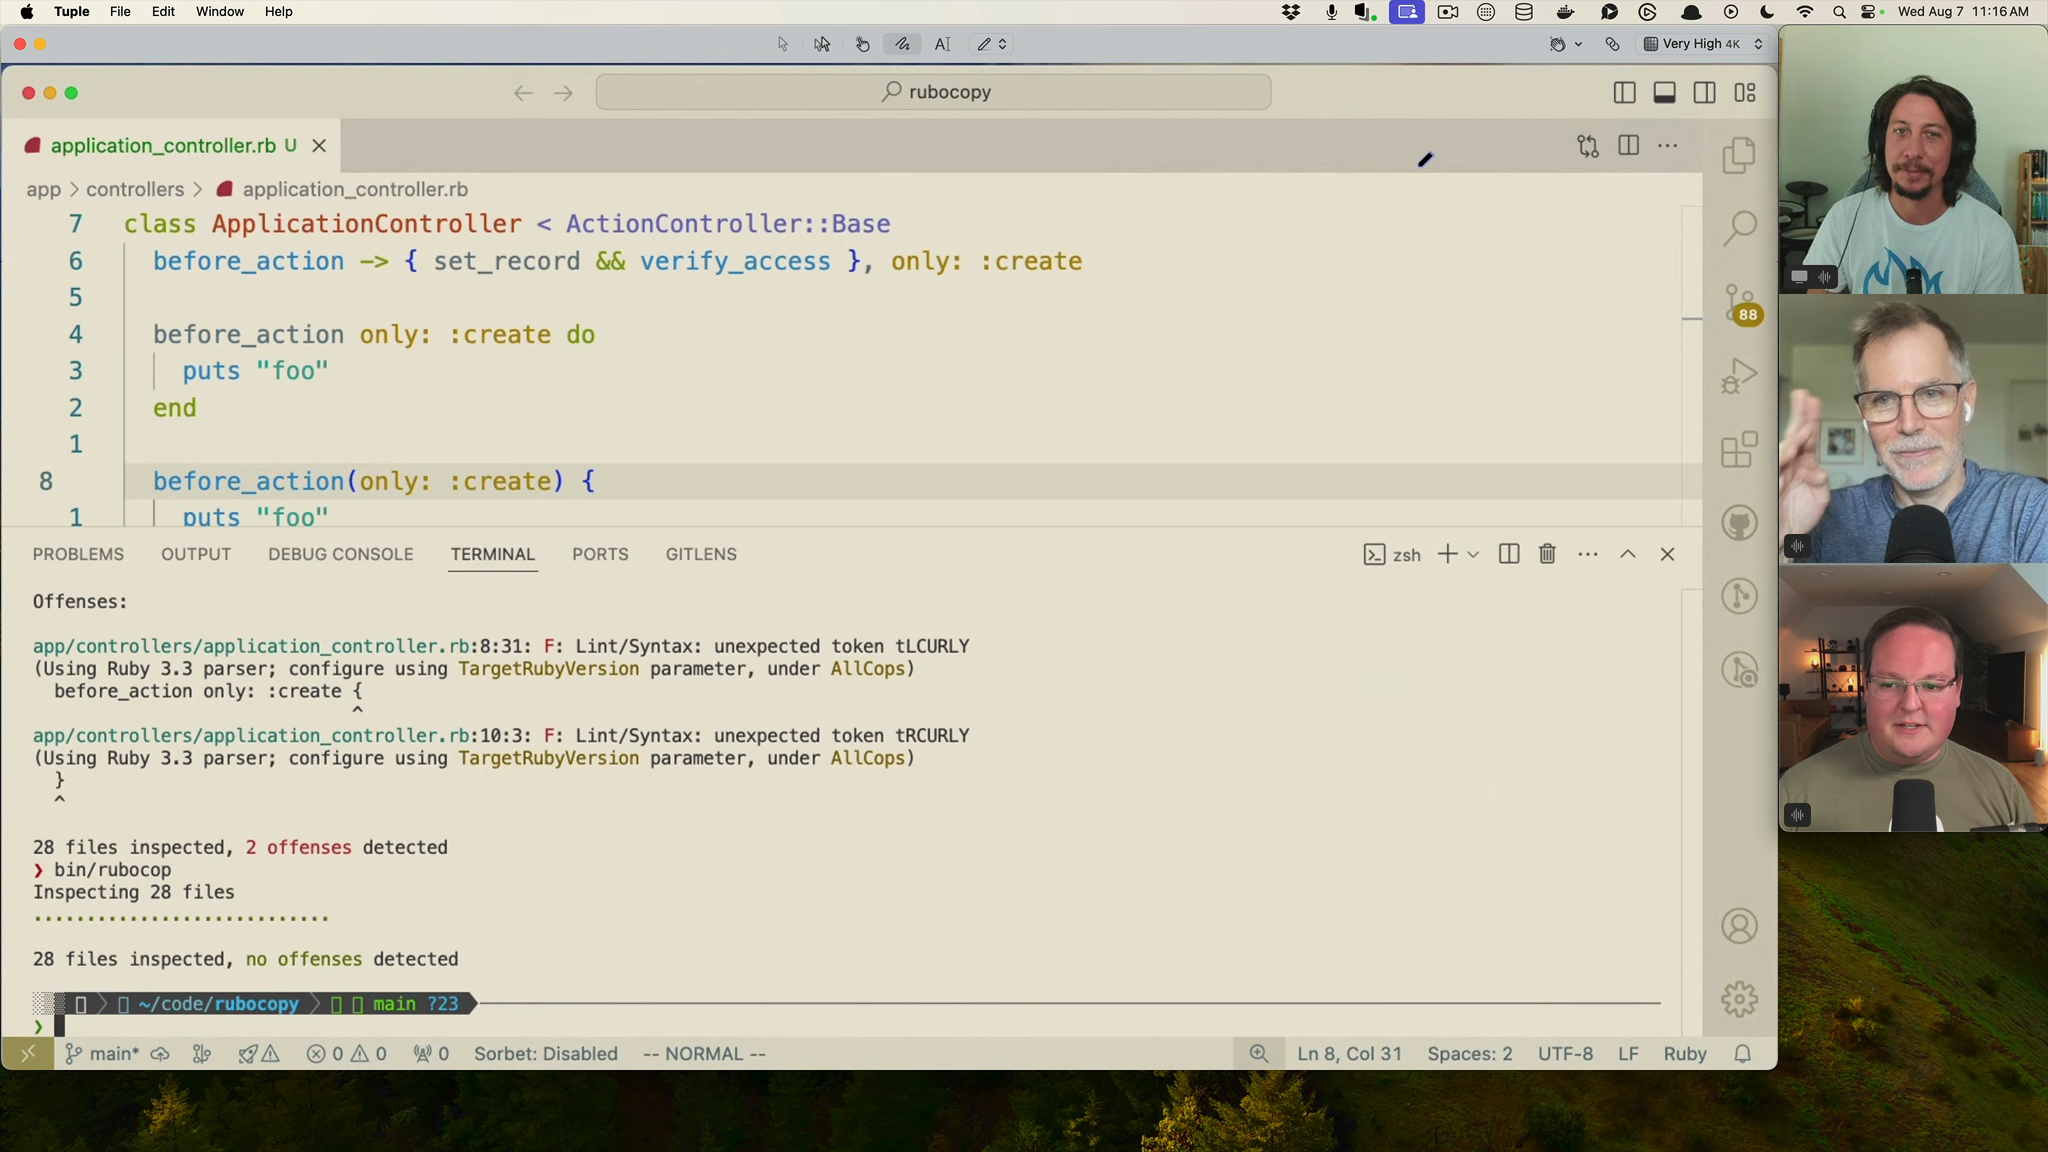 Tuple File Edit Window Help Wed Aug 7 11:16 AM
Very High 4K
rubocopy
application_controller.rb U
app > controllers > application_controller.rb
7 class ApplicationController < ActionController::Base
6 before_action -> { set_record && verify_access }, only: :create
5
4 before_action only: :create do
3 puts "foo"
2 end
1
8 before_action(only: :create) {
1 puts "foo"
88
PROBLEMS OUTPUT DEBUG CONSOLE TERMINAL PORTS GITLENS zsh
Offenses:
app/controllers/application_controller.rb:8:31: F: Lint/Syntax: unexpected token tLCURLY
(Using Ruby 3.3 parser; configure using TargetRubyVersion parameter, under AllCops)
before_action only: :create {
^
app/controllers/application_controller.rb:10:3: F: Lint/Syntax: unexpected token tRCURLY
(Using Ruby 3.3 parser; configure using TargetRubyVersion parameter, under AllCops)
}
^
28 files inspected, 2 offenses detected
❯ bin/rubocop
Inspecting 28 files
............................
28 files inspected, no offenses detected
~/code/rubocopy main ?23
❯
main* 0 0 0 Sorbet: Disabled -- NORMAL -- Ln 8, Col 31 Spaces: 2 UTF-8 LF Ruby